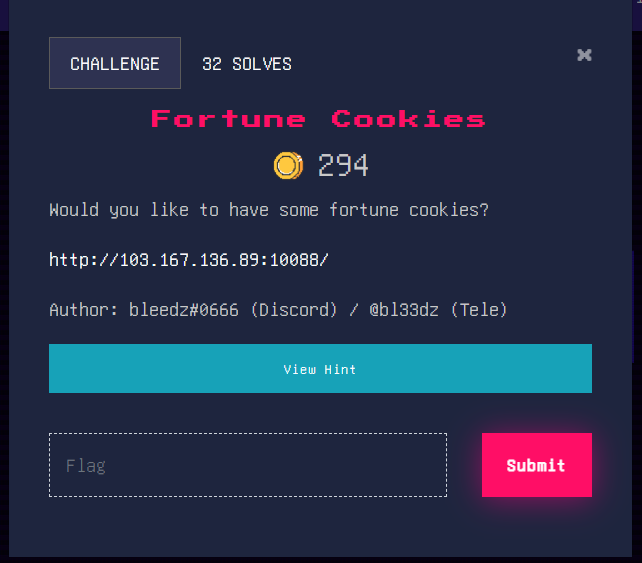 CHALLENGE
32 SOLVES
×
Fortune Cookies
294
Would you like to have some fortune cookies?
http://103.167.136.89:10088/
Author: bleedz#0666 (Discord) / @bl33dz (Tele)
View Hint
Flag
Submit